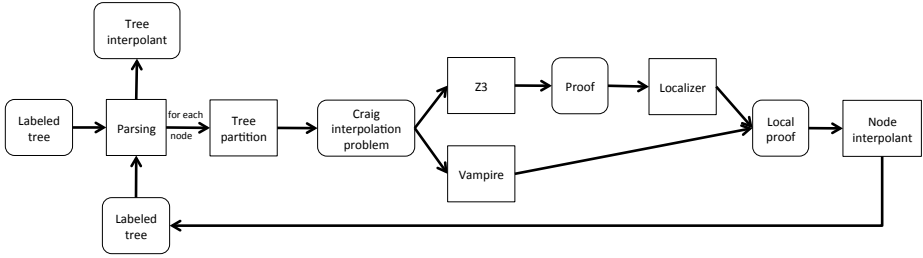 Tree
interpolant
Labeled
tree
Parsing
for each
node
Tree
partition
Craig
interpolation
problem
Z3
Proof
Localizer
Vampire
Local
proof
Node
interpolant
Labeled
tree